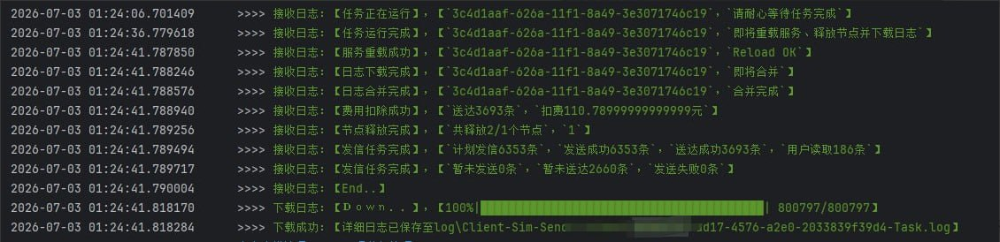 2026-07-03 01:24:06.701409 >>>> 接收日志:【任务正在运行】,【`3c4d1aaf-626a-11f1-8a49-3e3071746c19`,`请耐心等待任务完成`】
2026-07-03 01:24:36.779618 >>>> 接收日志:【任务运行完成】,【`3c4d1aaf-626a-11f1-8a49-3e3071746c19`,`即将重载服务、释放节点并下载日志`】
2026-07-03 01:24:41.787850 >>>> 接收日志:【服务重载成功】,【`3c4d1aaf-626a-11f1-8a49-3e3071746c19`,`Reload OK`】
2026-07-03 01:24:41.788246 >>>> 接收日志:【日志下载完成】,【`3c4d1aaf-626a-11f1-8a49-3e3071746c19`,`即将合并`】
2026-07-03 01:24:41.788576 >>>> 接收日志:【日志合并完成】,【`3c4d1aaf-626a-11f1-8a49-3e3071746c19`,`合并完成`】
2026-07-03 01:24:41.788940 >>>> 接收日志:【费用扣除成功】,【`送达3693条`,`扣费110.78999999999999元`】
2026-07-03 01:24:41.789256 >>>> 接收日志:【节点释放完成】,【`共释放2/1个节点`,`1`】
2026-07-03 01:24:41.789494 >>>> 接收日志:【发信任务完成】,【`计划发信6353条`,`发送成功6353条`,`送达成功3693条`,`用户读取186条`】
2026-07-03 01:24:41.789717 >>>> 接收日志:【发信任务完成】,【`暂未发送0条`,`暂未送达2660条`,`发送失败0条`】
2026-07-03 01:24:41.790004 >>>> 接收日志:【End..】
2026-07-03 01:24:41.818170 >>>> 下载日志:【Ｄｏｗｎ．．】,【100%|██████████| 800797/800797】
2026-07-03 01:24:41.818284 >>>> 下载成功:【详细日志已保存至log\Client-Sim-Send d17-4576-a2e0-2033839f39d4-Task.log】